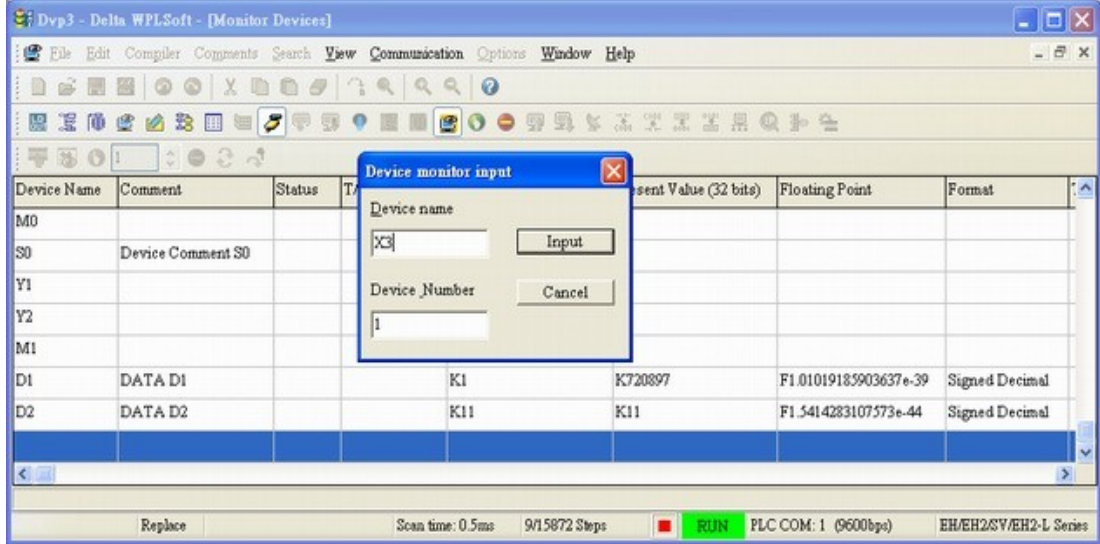 Dvp3 - Delta WPLSoft - [Monitor Devices]
File Edit Compiler Comments Search View Communication Options Window Help
1
Device monitor input
Device Name Comment Status Present Value (32 bits) Floating Point Format
Device name
M0
X3 Input
S0 Device Comment S0
Y1
Device Number Cancel
Y2
1
M1
D1 DATA D1 K1 K720897 F1.01019185903637e-39 Signed Decimal
D2 DATA D2 K11 K11 F1.5414283107573e-44 Signed Decimal
Replace Scan time: 0.5ms 9/15872 Steps RUN PLC COM: 1 (9600bps) EH/EH2/SV/EH2-L Series